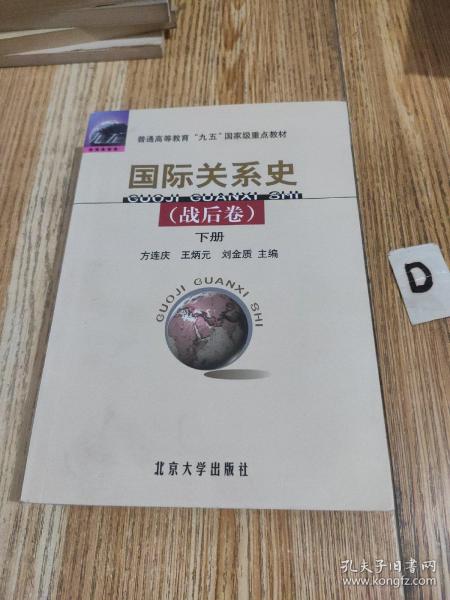 九五
普通高等教育“九五”国家级重点教材
国际关系史
GUOJI GUANXI SHI
（战后卷）
下册
方连庆 王炳元 刘金质 主编
GUOJI GUANXI SHI
北京大学出版社
D
孔夫子旧书网
www.kongfz.com